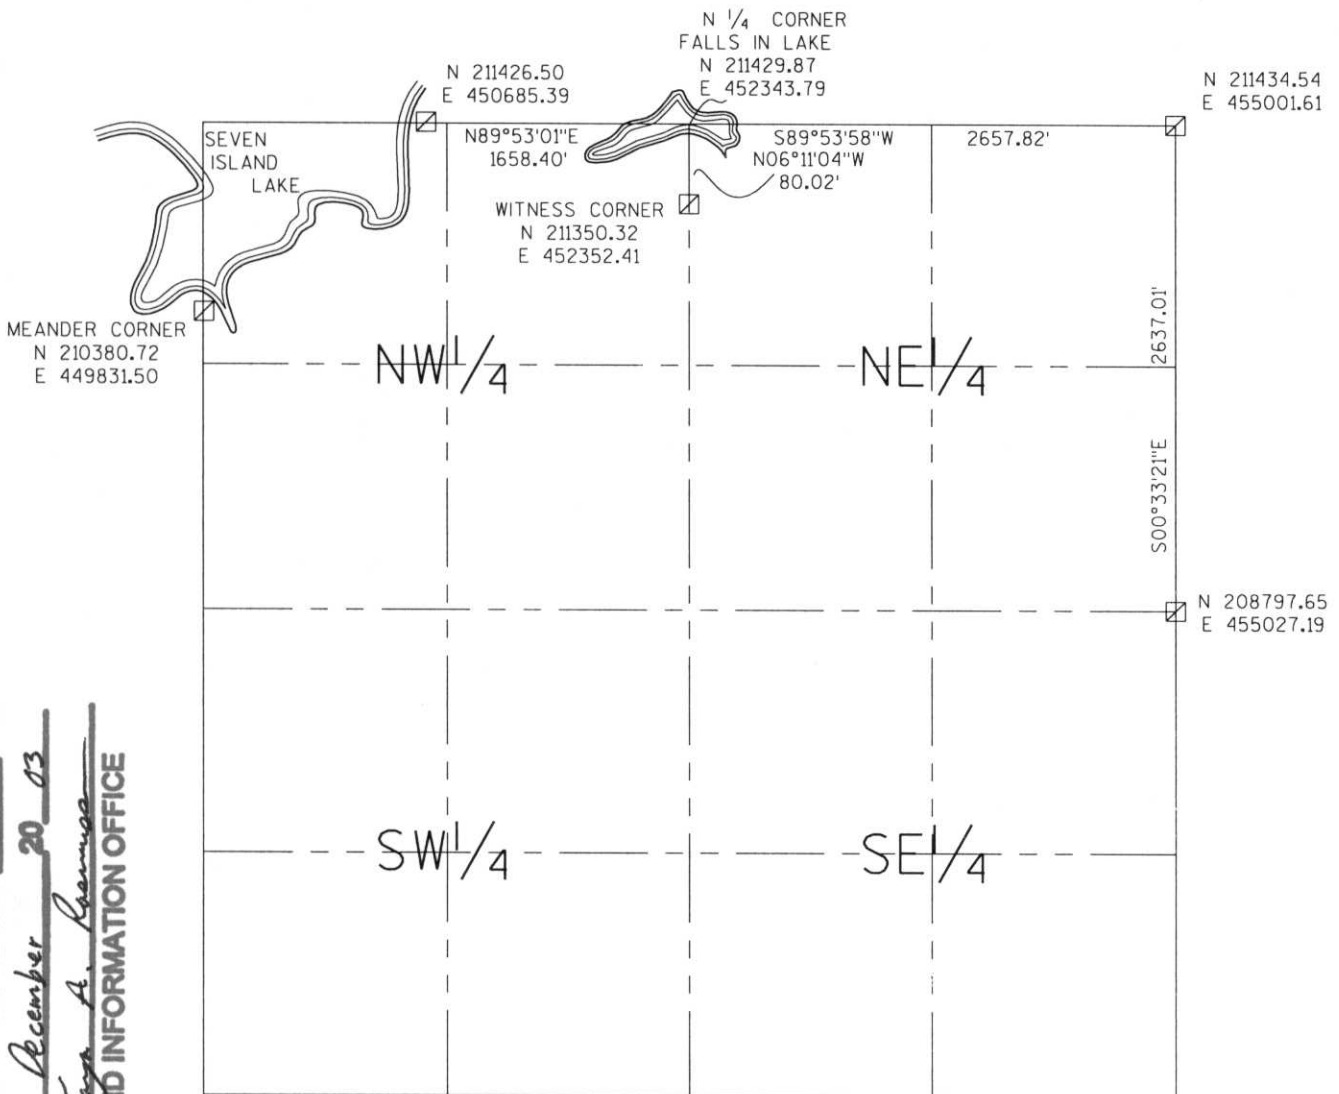 N 1/4 CORNER
FALLS IN LAKE
N 211429.87
E 452343.79
N 211426.50
E 450685.39
N 211434.54
E 455001.61
SEVEN
ISLAND
LAKE
N89°53'01"E
1658.40'
S89°53'58"W
2657.82'
N06°11'04"W
80.02'
WITNESS CORNER
N 211350.32
E 452352.41
MEANDER CORNER
N 210380.72
E 449831.50
NW1/4
NE1/4
2637.01'
S00°33'21"E
N 208797.65
E 455027.19
SW1/4
SE1/4
December 20 03
A.
INFORMATION OFFICE